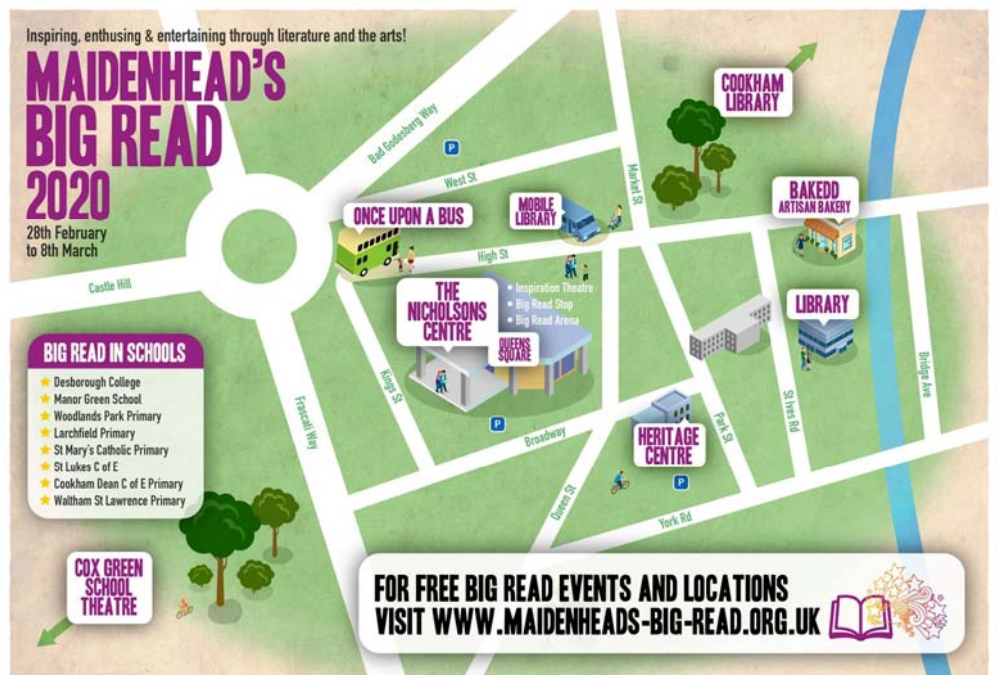 Inspiring, enthusing & entertaining through literature and the arts!
MAIDENHEAD'S
BIG READ
2020
28th February
to 8th March
COOKHAM
LIBRARY
Bad Godesberg Way
P
West St
Market St
ONCE UPON A BUS
MOBILE
LIBRARY
BAKEDD
ARTISAN BAKERY
High St
Castle Hill
THE
NICHOLSONS
CENTRE
• Inspiration Theatre
• Big Read Stop
• Big Read Arena
QUEENS
SQUARE
LIBRARY
BIG READ IN SCHOOLS
Desborough College
Manor Green School
Woodlands Park Primary
Larchfield Primary
St Mary's Catholic Primary
St Lukes C of E
Cookham Dean C of E Primary
Waltham St Lawrence Primary
Frascati Way
Kings St
P
Broadway
HERITAGE
CENTRE
Park St
St Ives Rd
Bridge Ave
P
Queen St
York Rd
COX GREEN
SCHOOL
THEATRE
FOR FREE BIG READ EVENTS AND LOCATIONS
VISIT WWW.MAIDENHEADS-BIG-READ.ORG.UK